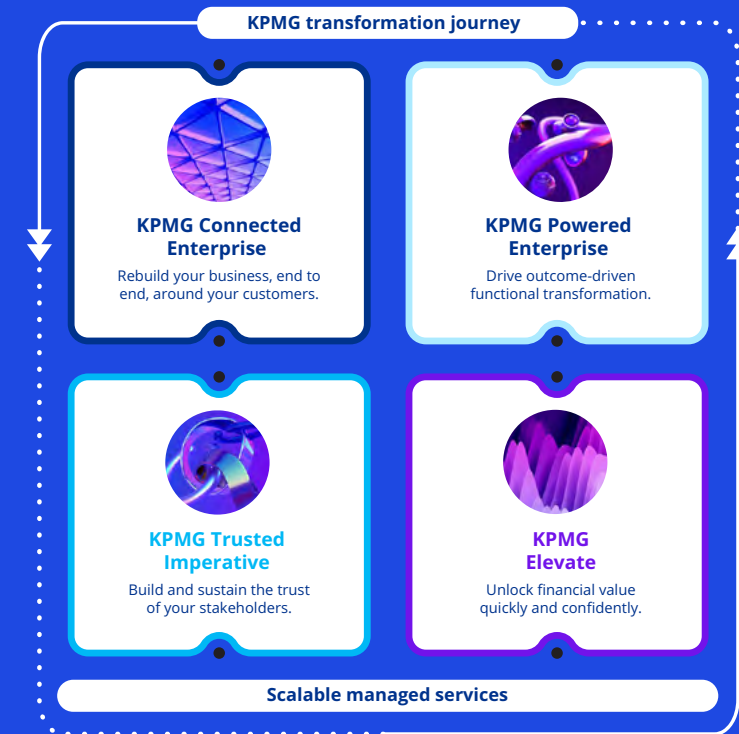 KPMG transformation journey
KPMG Connected
Enterprise
Rebuild your business, end to
end, around your customers.
KPMG Powered
Enterprise
Drive outcome-driven
functional transformation.
KPMG Trusted
Imperative
Build and sustain the trust
of your stakeholders.
KPMG
Elevate
Unlock financial value
quickly and confidently.
Scalable managed services